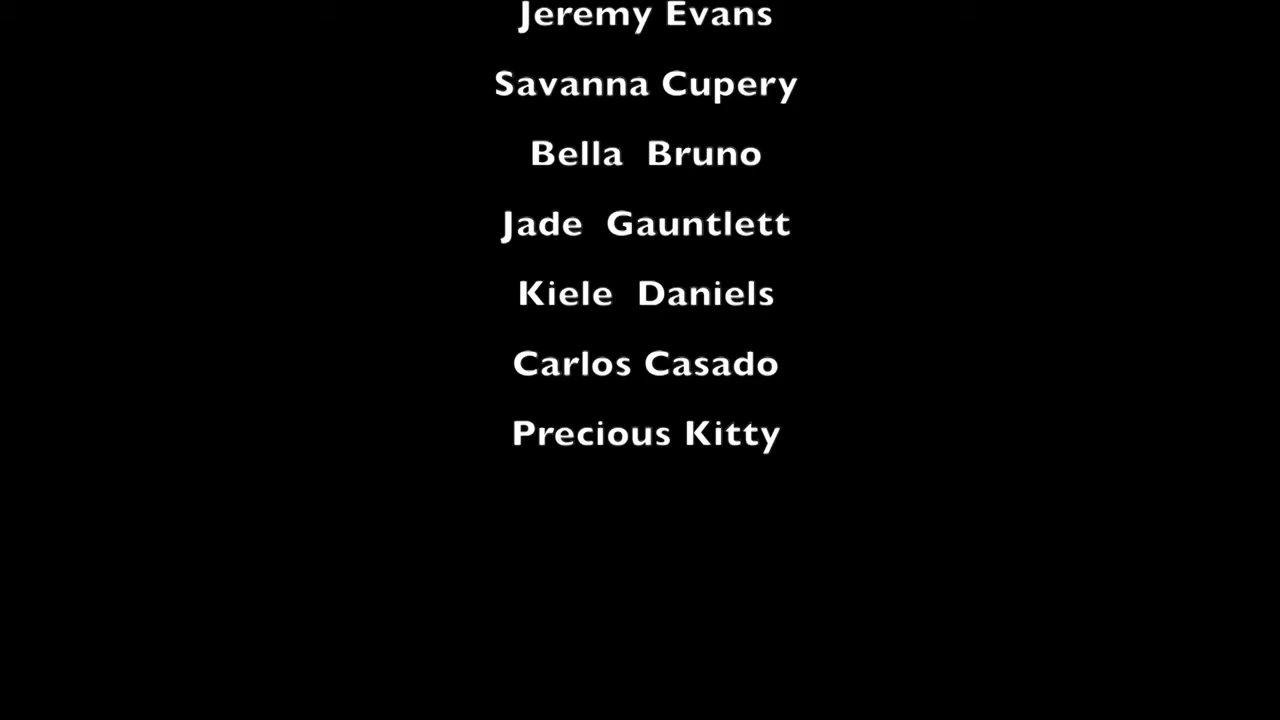 Jeremy Evans
Savanna Cupery
Bella  Bruno
Jade  Gauntlett
Kiele  Daniels
Carlos Casado
Precious Kitty